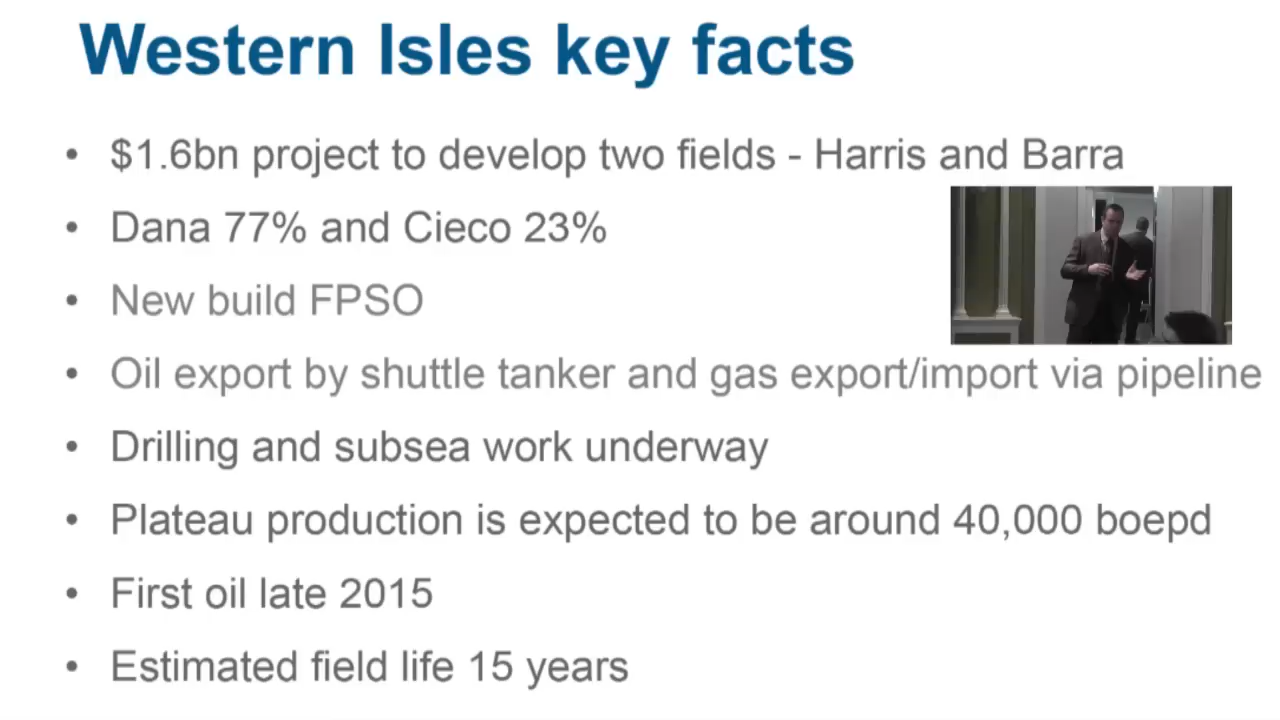 Western Isles key facts
• $1.6bn project to develop two fields - Harris and Barra
• Dana 77% and Cieco 23%
• New build FPSO
• Oil export by shuttle tanker and gas export/import via pipeline
• Drilling and subsea work underway
• Plateau production is expected to be around 40,000 boepd
• First oil late 2015
• Estimated field life 15 years